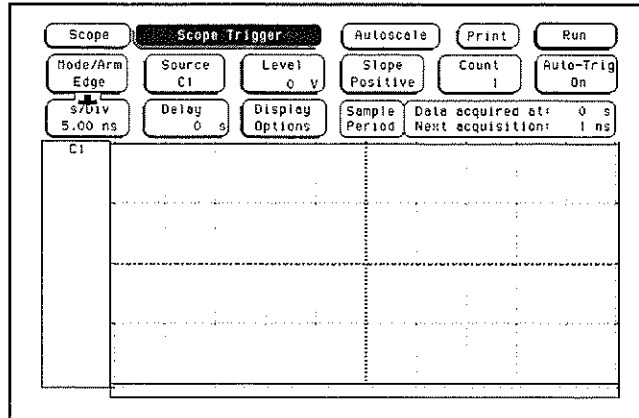 Scope Scope Trigger Autoscale Print Run
Mode/Arm Source Level Slope Count Auto-Trig
Edge C1 0 V Positive 1 On
s/Div Delay Display Sample Data acquired at: 0 s
5.00 ns 0 s Options Period Next acquisition: 1 ns
C1